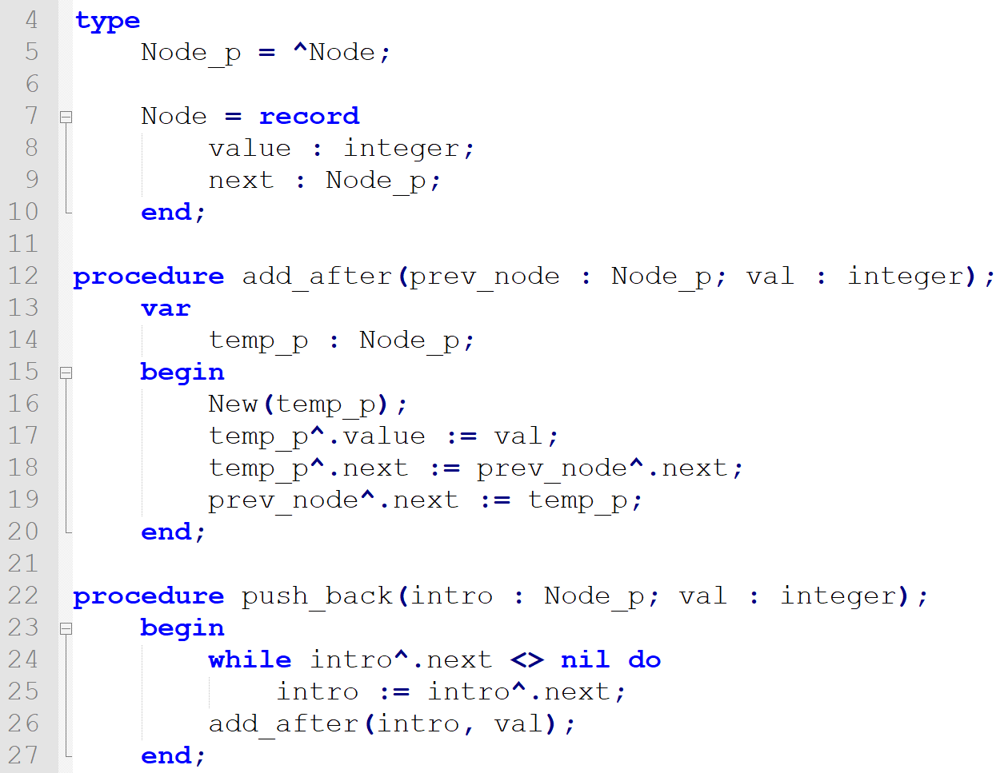 4 type
5 Node_p = ^Node;
6
7 Node = record
8 value : integer;
9 next : Node_p;
10 end;
11
12 procedure add_after(prev_node : Node_p; val : integer);
13 var
14 temp_p : Node_p;
15 begin
16 New(temp_p);
17 temp_p^.value := val;
18 temp_p^.next := prev_node^.next;
19 prev_node^.next := temp_p;
20 end;
21
22 procedure push_back(intro : Node_p; val : integer);
23 begin
24 while intro^.next <> nil do
25 intro := intro^.next;
26 add_after(intro, val);
27 end;